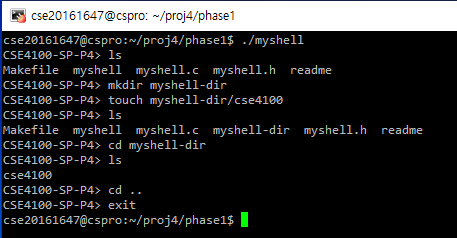 cse20161647@cspro: ~/proj4/phase1
cse20161647@cspro:~/proj4/phase1$ ./myshell
CSE4100-SP-P4> ls
Makefile  myshell  myshell.c  myshell.h  readme
CSE4100-SP-P4> mkdir myshell-dir
CSE4100-SP-P4> touch myshell-dir/cse4100
CSE4100-SP-P4> ls
Makefile  myshell  myshell.c  myshell-dir  myshell.h  readme
CSE4100-SP-P4> cd myshell-dir
CSE4100-SP-P4> ls
cse4100
CSE4100-SP-P4> cd ..
CSE4100-SP-P4> exit
cse20161647@cspro:~/proj4/phase1$